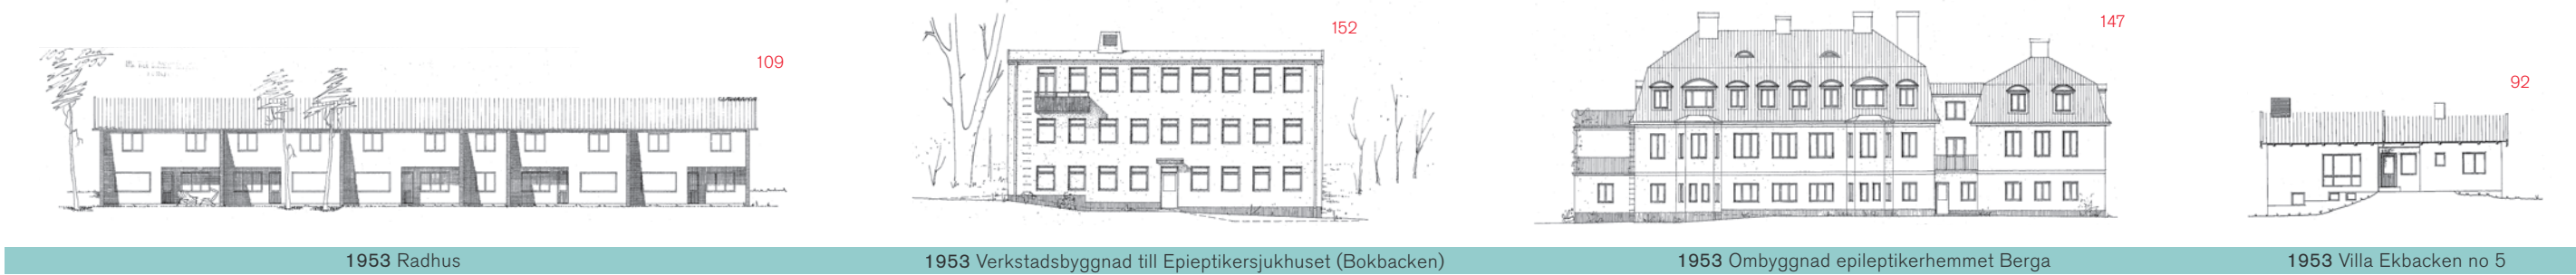 109
152
147
92
1953 Radhus
1953 Verkstadsbyggnad till Epieptikersjukhuset (Bokbacken)
1953 Ombyggnad epileptikerhemmet Berga
1953 Villa Ekbacken no 5